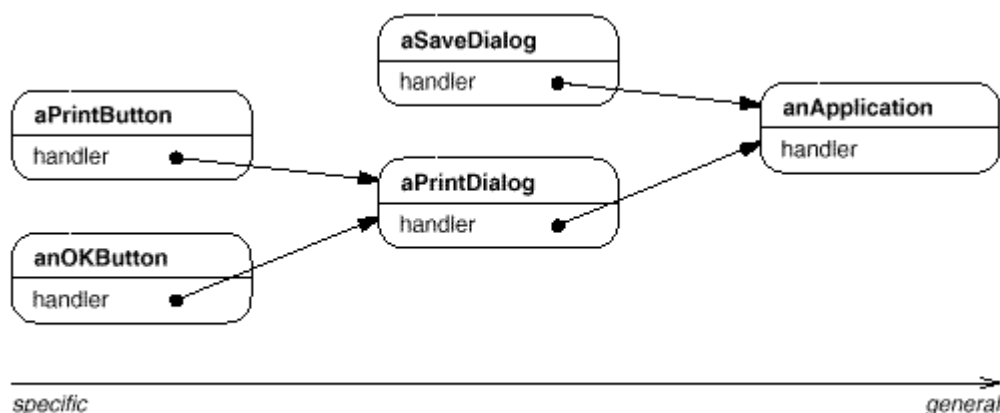 aSaveDialog
handler
aPrintButton
handler
anApplication
handler
aPrintDialog
handler
anOKButton
handler
specific
general